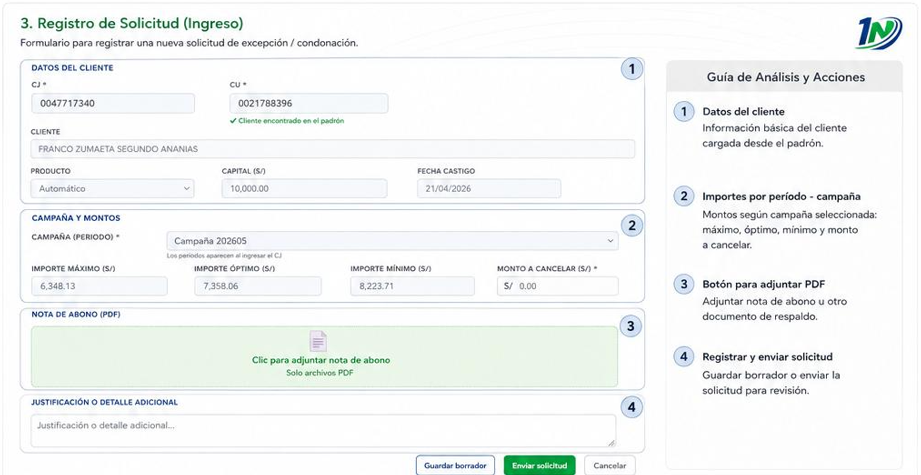 3. Registro de Solicitud (Ingreso)
Formulario para registrar una nueva solicitud de excepción / condonación.
DATOS DEL CLIENTE
1
CJ *
CU *
0047717340
0021788396
Cliente encontrado en el padrón
CLIENTE
FRANCO ZUMAETA SEGUNDO ANANIAS
PRODUCTO
CAPITAL (S/)
FECHA CASTIGO
Automático
10,000.00
21/04/2026
CAMPAÑA Y MONTOS
2
CAMPAÑA (PERIODO) *
Campaña 202605
Los periodos aparecen al ingresar el CJ
IMPORTE MÁXIMO (S/)
IMPORTE ÓPTIMO (S/)
IMPORTE MÍNIMO (S/)
MONTO A CANCELAR (S/) *
6,348.13
7,358.06
8,223.71
S/ 0.00
NOTA DE ABONO (PDF)
3
Clic para adjuntar nota de abono
Solo archivos PDF
JUSTIFICACIÓN O DETALLE ADICIONAL
4
Justificación o detalle adicional...
Guardar borrador
Enviar solicitud
Cancelar
1N
Guía de Análisis y Acciones
1 Datos del cliente
Información básica del cliente
cargada desde el padrón.
2 Importes por período - campaña
Montos según campaña seleccionada:
máximo, óptimo, mínimo y monto
a cancelar.
3 Botón para adjuntar PDF
Adjuntar nota de abono u otro
documento de respaldo.
4 Registrar y enviar solicitud
Guardar borrador o enviar la
solicitud para revisión.